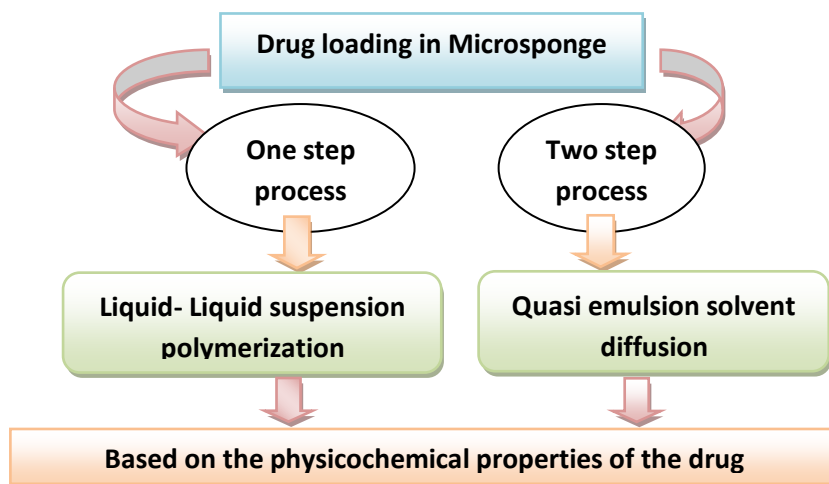 Drug loading in Microsponge
One step
process
Two step
process
Liquid- Liquid suspension
polymerization
Quasi emulsion solvent
diffusion
Based on the physicochemical properties of the drug